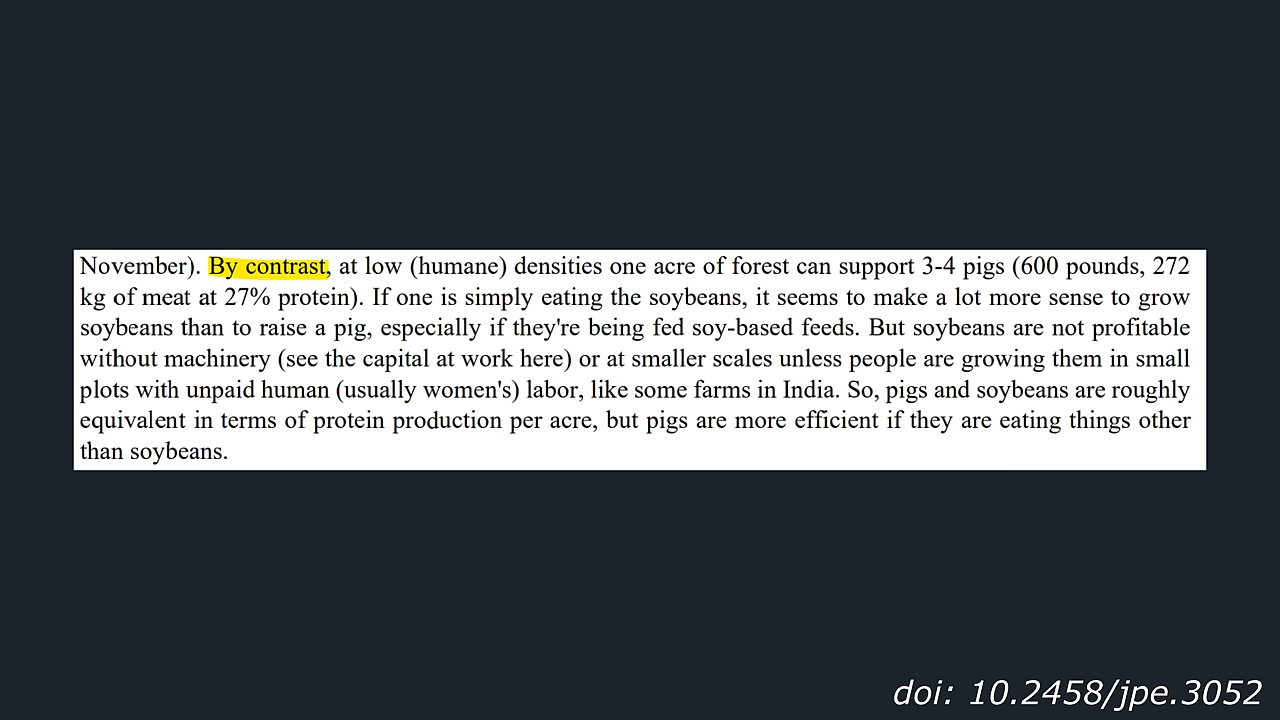 November). By contrast, at low (humane) densities one acre of forest can support 3-4 pigs (600 pounds, 272
kg of meat at 27% protein). If one is simply eating the soybeans, it seems to make a lot more sense to grow
soybeans than to raise a pig, especially if they're being fed soy-based feeds. But soybeans are not profitable
without machinery (see the capital at work here) or at smaller scales unless people are growing them in small
plots with unpaid human (usually women's) labor, like some farms in India. So, pigs and soybeans are roughly
equivalent in terms of protein production per acre, but pigs are more efficient if they are eating things other
than soybeans.
doi: 10.2458/jpe.3052